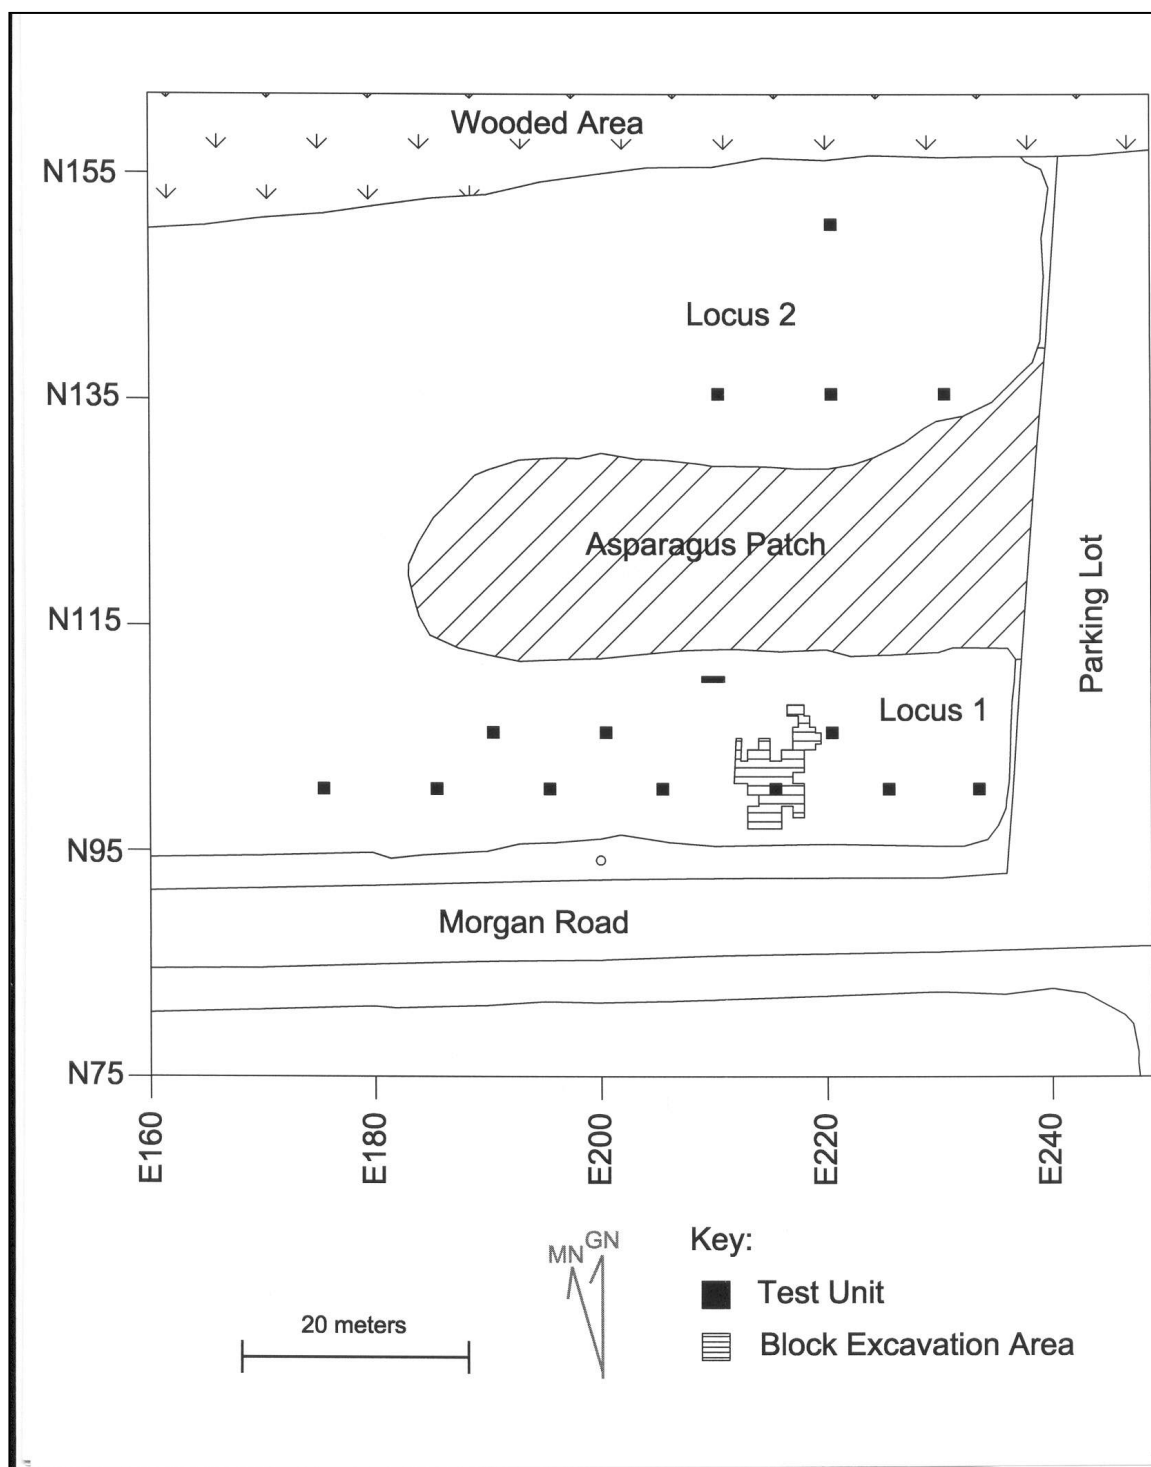 Wooded Area
N155
Locus 2
N135
Asparagus Patch
N115
Parking Lot
Locus 1
N95
Morgan Road
N75
E160
E180
E200
E220
E240
MN
GN
Key:
Test Unit
20 meters
Block Excavation Area